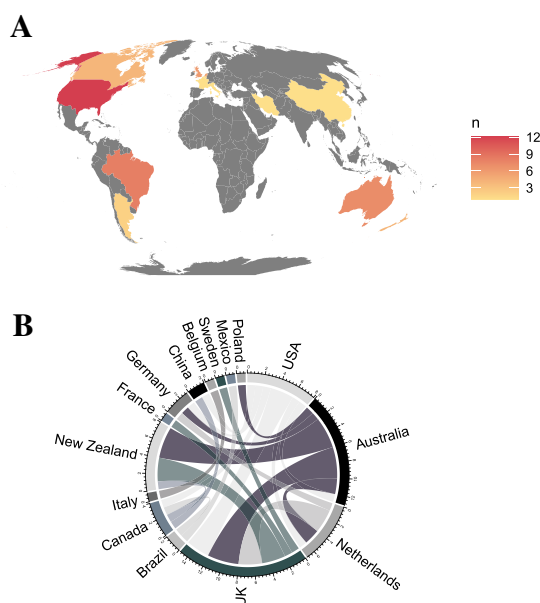 A
n
12
9
6
3
B
USA
Australia
Netherlands
UK
Brazil
Canada
Italy
New Zealand
France
Germany
China
Belgium
Sweden
Mexico
Poland